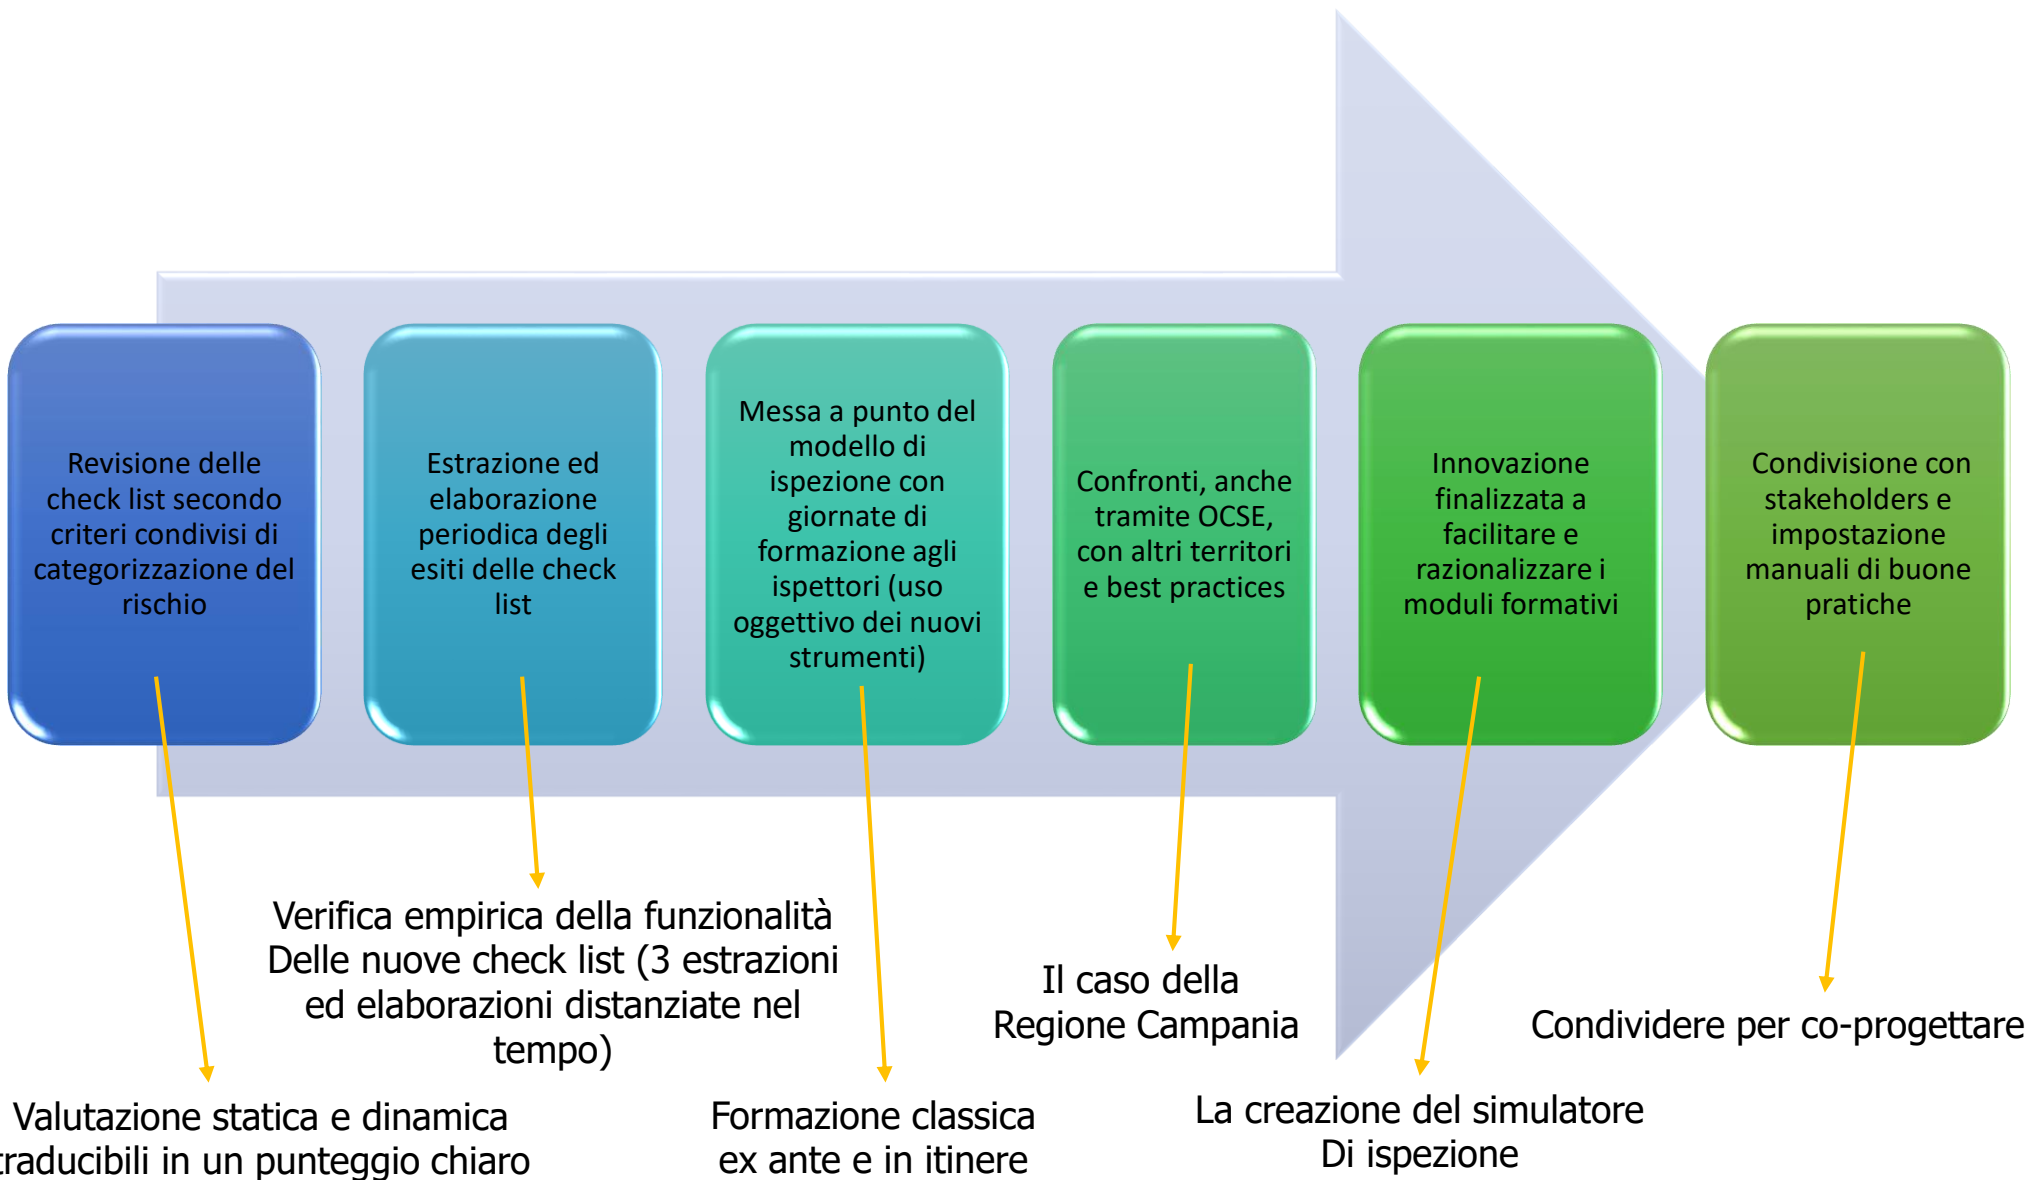 Revisione delle
check list secondo
criteri condivisi di
categorizzazione del
rischio
Estrazione ed
elaborazione
periodica degli
esiti delle check
list
Messa a punto del
modello di
ispezione con
giornate di
formazione agli
ispettori (uso
oggettivo dei nuovi
strumenti)
Confronti, anche
tramite OCSE,
con altri territori
e best practices
Innovazione
finalizzata a
facilitare e
razionalizzare i
moduli formativi
Condivisione con
stakeholders e
impostazione
manuali di buone
pratiche
Valutazione statica e dinamica
traducibili in un punteggio chiaro
Verifica empirica della funzionalità
Delle nuove check list (3 estrazioni
ed elaborazioni distanziate nel
tempo)
Formazione classica
ex ante e in itinere
Il caso della
Regione Campania
La creazione del simulatore
Di ispezione
Condividere per co-progettare